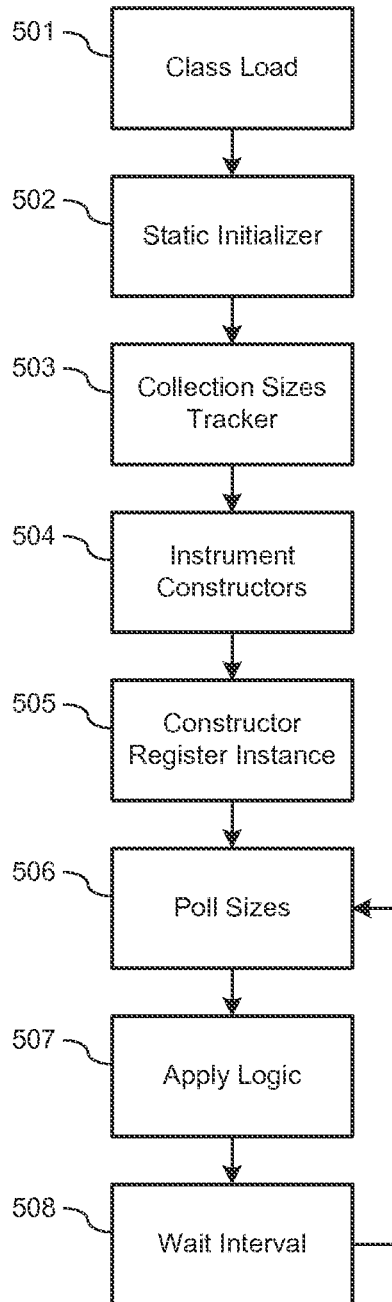 501
Class Load
502
Static Initializer
503
Collection Sizes
Tracker
504
Instrument
Constructors
505
Constructor
Register Instance
506
Poll Sizes
507
Apply Logic
508
Wait Interval